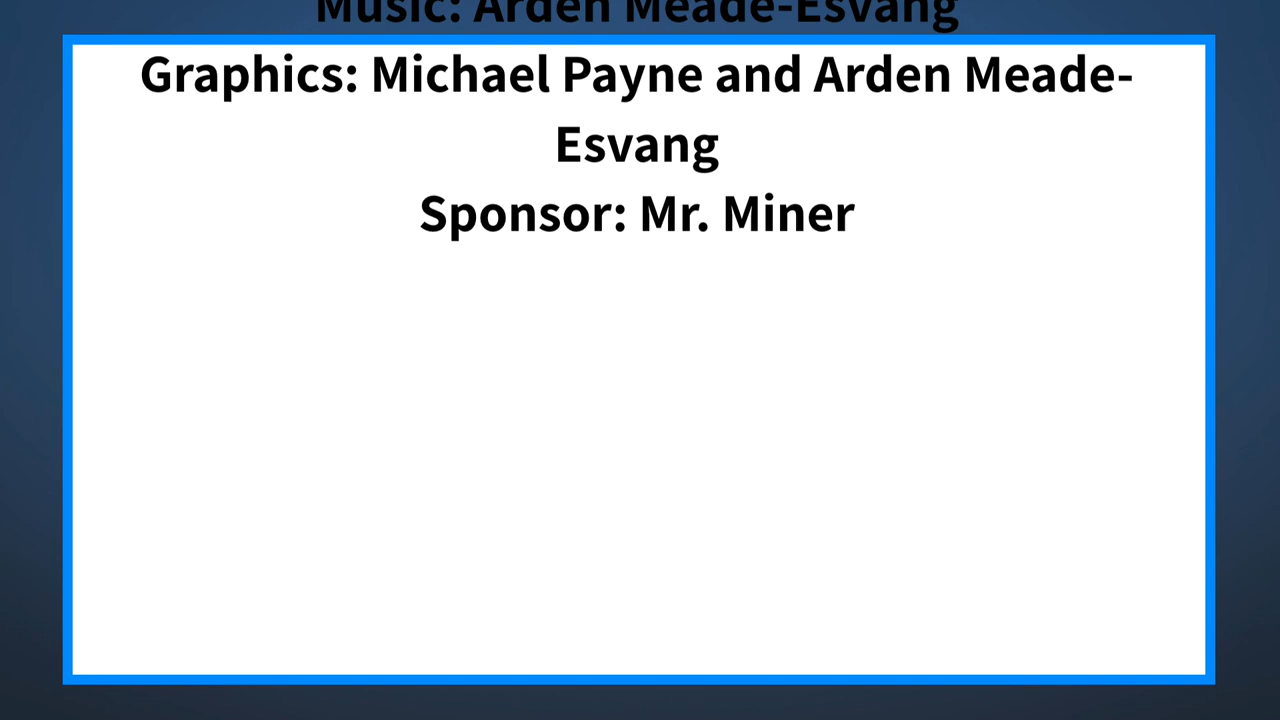 Music: Arden Meade-Esvang
Graphics: Michael Payne and Arden Meade-
Esvang
Sponsor: Mr. Miner